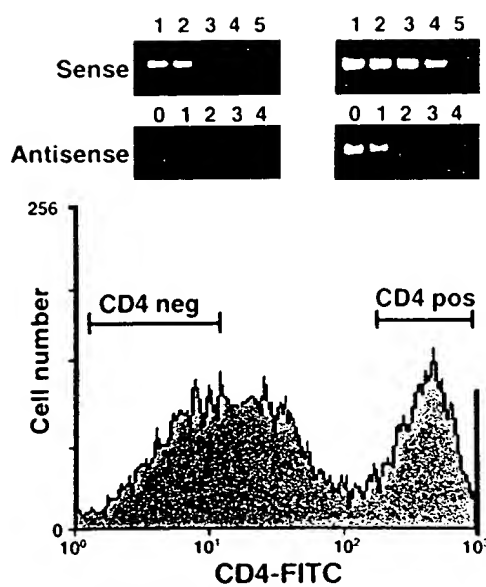 1 2 3 4 5 1 2 3 4 5
Sense
0 1 2 3 4 0 1 2 3 4
Antisense
256
CD4 neg
CD4 pos
Cell number
0
10⁰ 10¹ 10² 10³
CD4-FITC